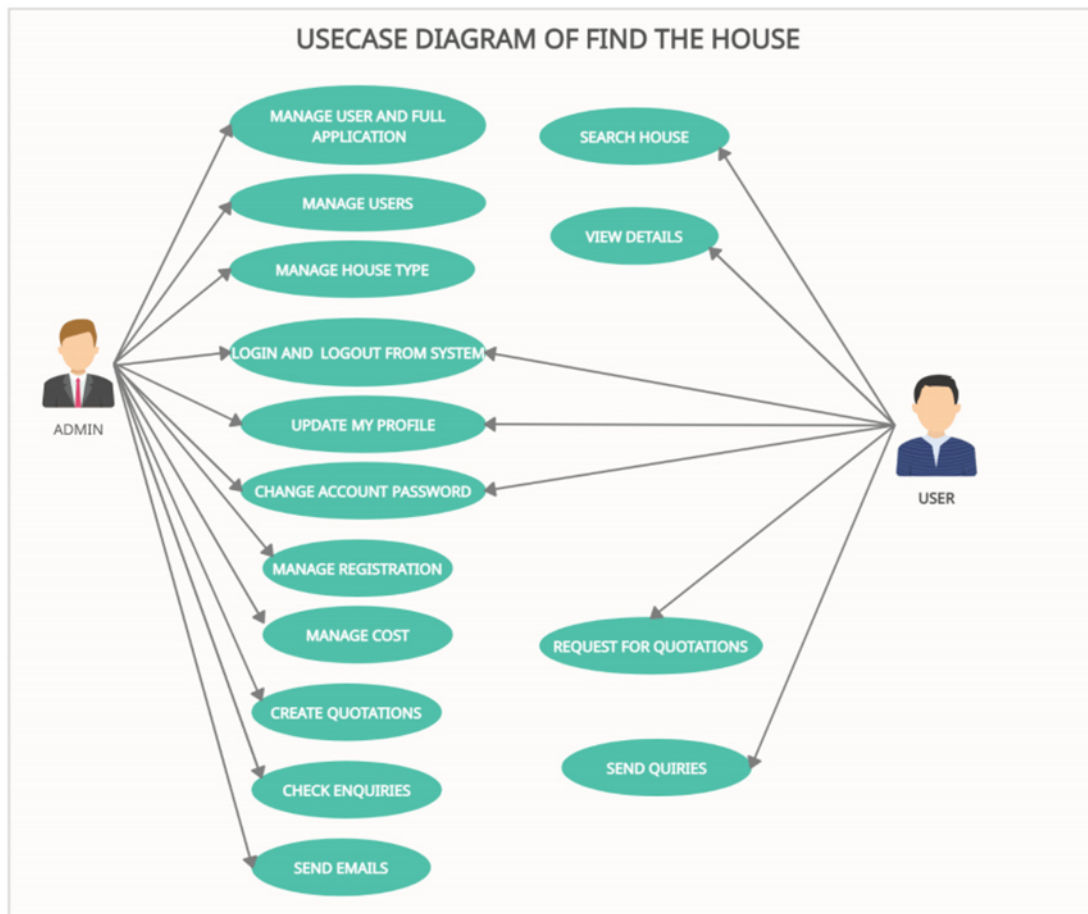 USECASE DIAGRAM OF FIND THE HOUSE
MANAGE USER AND FULL
APPLICATION
SEARCH HOUSE
MANAGE USERS
VIEW DETAILS
MANAGE HOUSE TYPE
LOGIN AND LOGOUT FROM SYSTEM
ADMIN
UPDATE MY PROFILE
CHANGE ACCOUNT PASSWORD
USER
MANAGE REGISTRATION
MANAGE COST
REQUEST FOR QUOTATIONS
CREATE QUOTATIONS
SEND QUIRIES
CHECK ENQUIRIES
SEND EMAILS